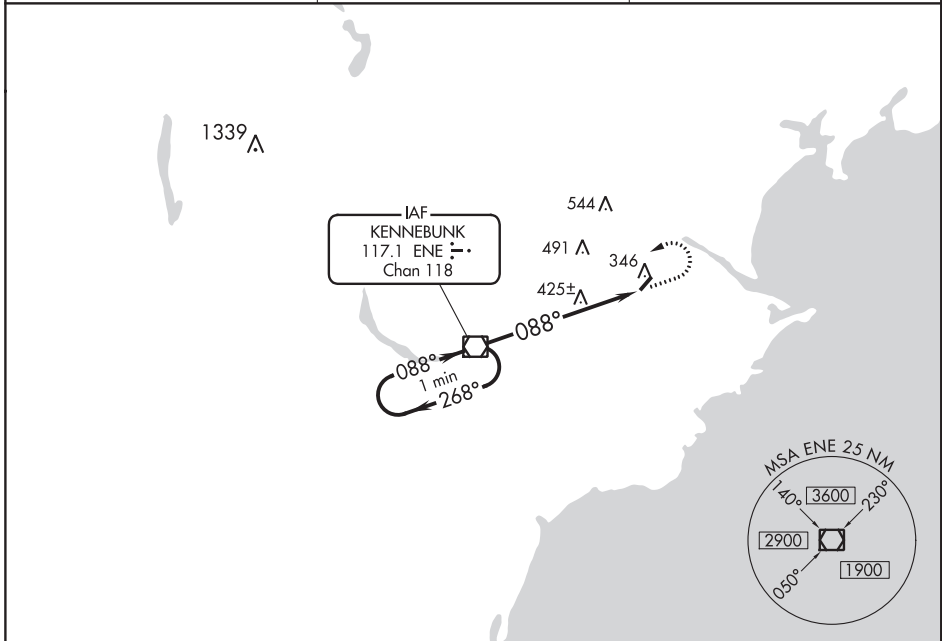 1339
IAF
KENNEBUNK
117.1 ENE
Chan 118
544
491
346
425±
088°
088°
1 min
268°
MSA ENE 25 NM
140°
3600
230°
2900
1900
050°